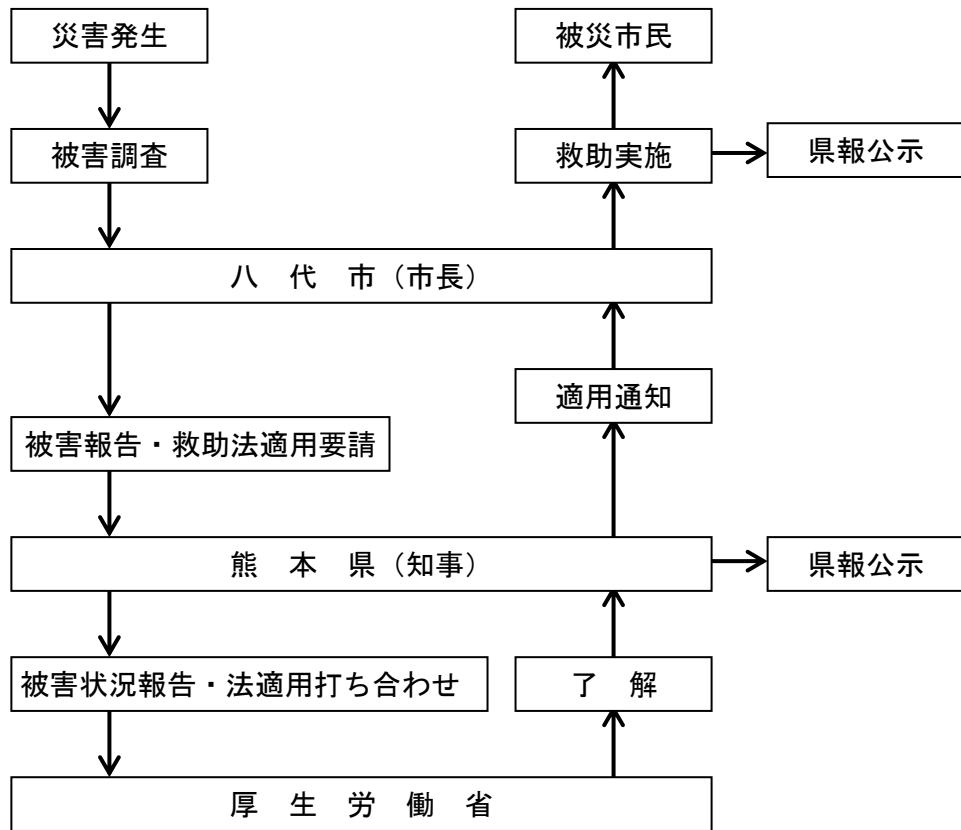 災害発生
被災市民
被害調査
救助実施
県報公示
八　代　市（市長）
適用通知
被害報告・救助法適用要請
熊　本　県（知事）
県報公示
被害状況報告・法適用打ち合わせ
了　解
厚　生　労　働　省